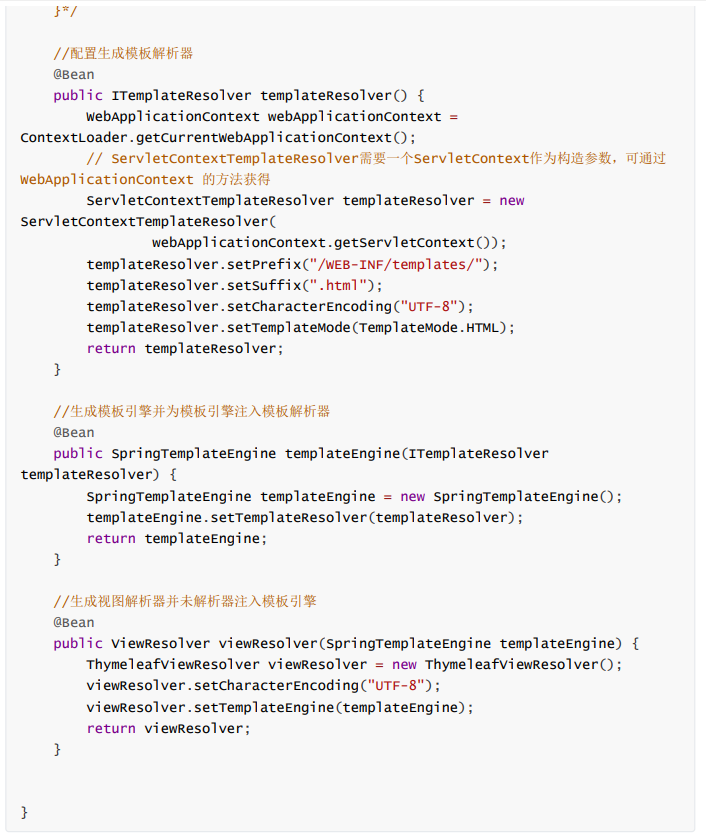 }*/
//配置生成模板解析器
@Bean
public ITemplateResolver templateResolver() {
WebApplicationContext webApplicationContext =
ContextLoader.getCurrentWebApplicationContext();
// ServletContextTemplateResolver需要一个ServletContext作为构造参数，可通过
WebApplicationContext 的方法获得
ServletContextTemplateResolver templateResolver = new
ServletContextTemplateResolver(
webApplicationContext.getServletContext());
templateResolver.setPrefix("/WEB-INF/templates/");
templateResolver.setSuffix(".html");
templateResolver.setCharacterEncoding("UTF-8");
templateResolver.setTemplateMode(TemplateMode.HTML);
return templateResolver;
}
//生成模板引擎并为模板引擎注入模板解析器
@Bean
public SpringTemplateEngine templateEngine(ITemplateResolver
templateResolver) {
SpringTemplateEngine templateEngine = new SpringTemplateEngine();
templateEngine.setTemplateResolver(templateResolver);
return templateEngine;
}
//生成视图解析器并未解析器注入模板引擎
@Bean
public ViewResolver viewResolver(SpringTemplateEngine templateEngine) {
ThymeleafViewResolver viewResolver = new ThymeleafViewResolver();
viewResolver.setCharacterEncoding("UTF-8");
viewResolver.setTemplateEngine(templateEngine);
return viewResolver;
}
}